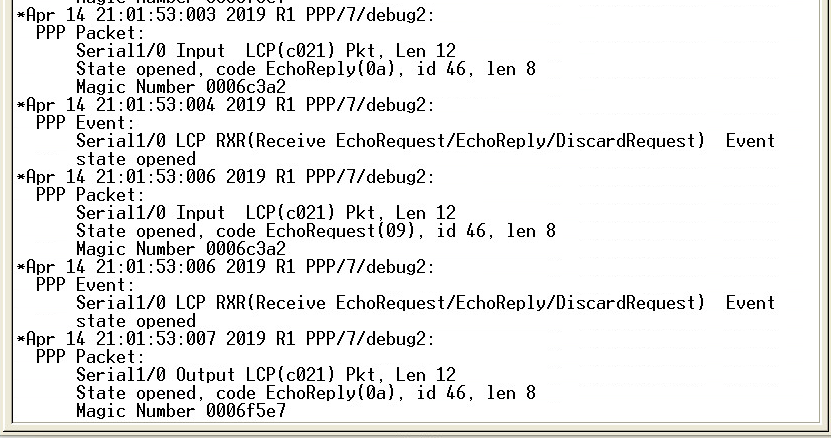 *Apr 14 21:01:53:003 2019 R1 PPP/7/debug2:
PPP Packet:
Serial1/0 Input  LCP(c021) Pkt, Len 12
State opened, code EchoReply(0a), id 46, len 8
Magic Number 0006c3a2
*Apr 14 21:01:53:004 2019 R1 PPP/7/debug2:
PPP Event:
Serial1/0 LCP RXR(Receive EchoRequest/EchoReply/DiscardRequest)  Event
state opened
*Apr 14 21:01:53:006 2019 R1 PPP/7/debug2:
PPP Packet:
Serial1/0 Input  LCP(c021) Pkt, Len 12
State opened, code EchoRequest(09), id 46, len 8
Magic Number 0006c3a2
*Apr 14 21:01:53:006 2019 R1 PPP/7/debug2:
PPP Event:
Serial1/0 LCP RXR(Receive EchoRequest/EchoReply/DiscardRequest)  Event
state opened
*Apr 14 21:01:53:007 2019 R1 PPP/7/debug2:
PPP Packet:
Serial1/0 Output LCP(c021) Pkt, Len 12
State opened, code EchoReply(0a), id 46, len 8
Magic Number 0006f5e7